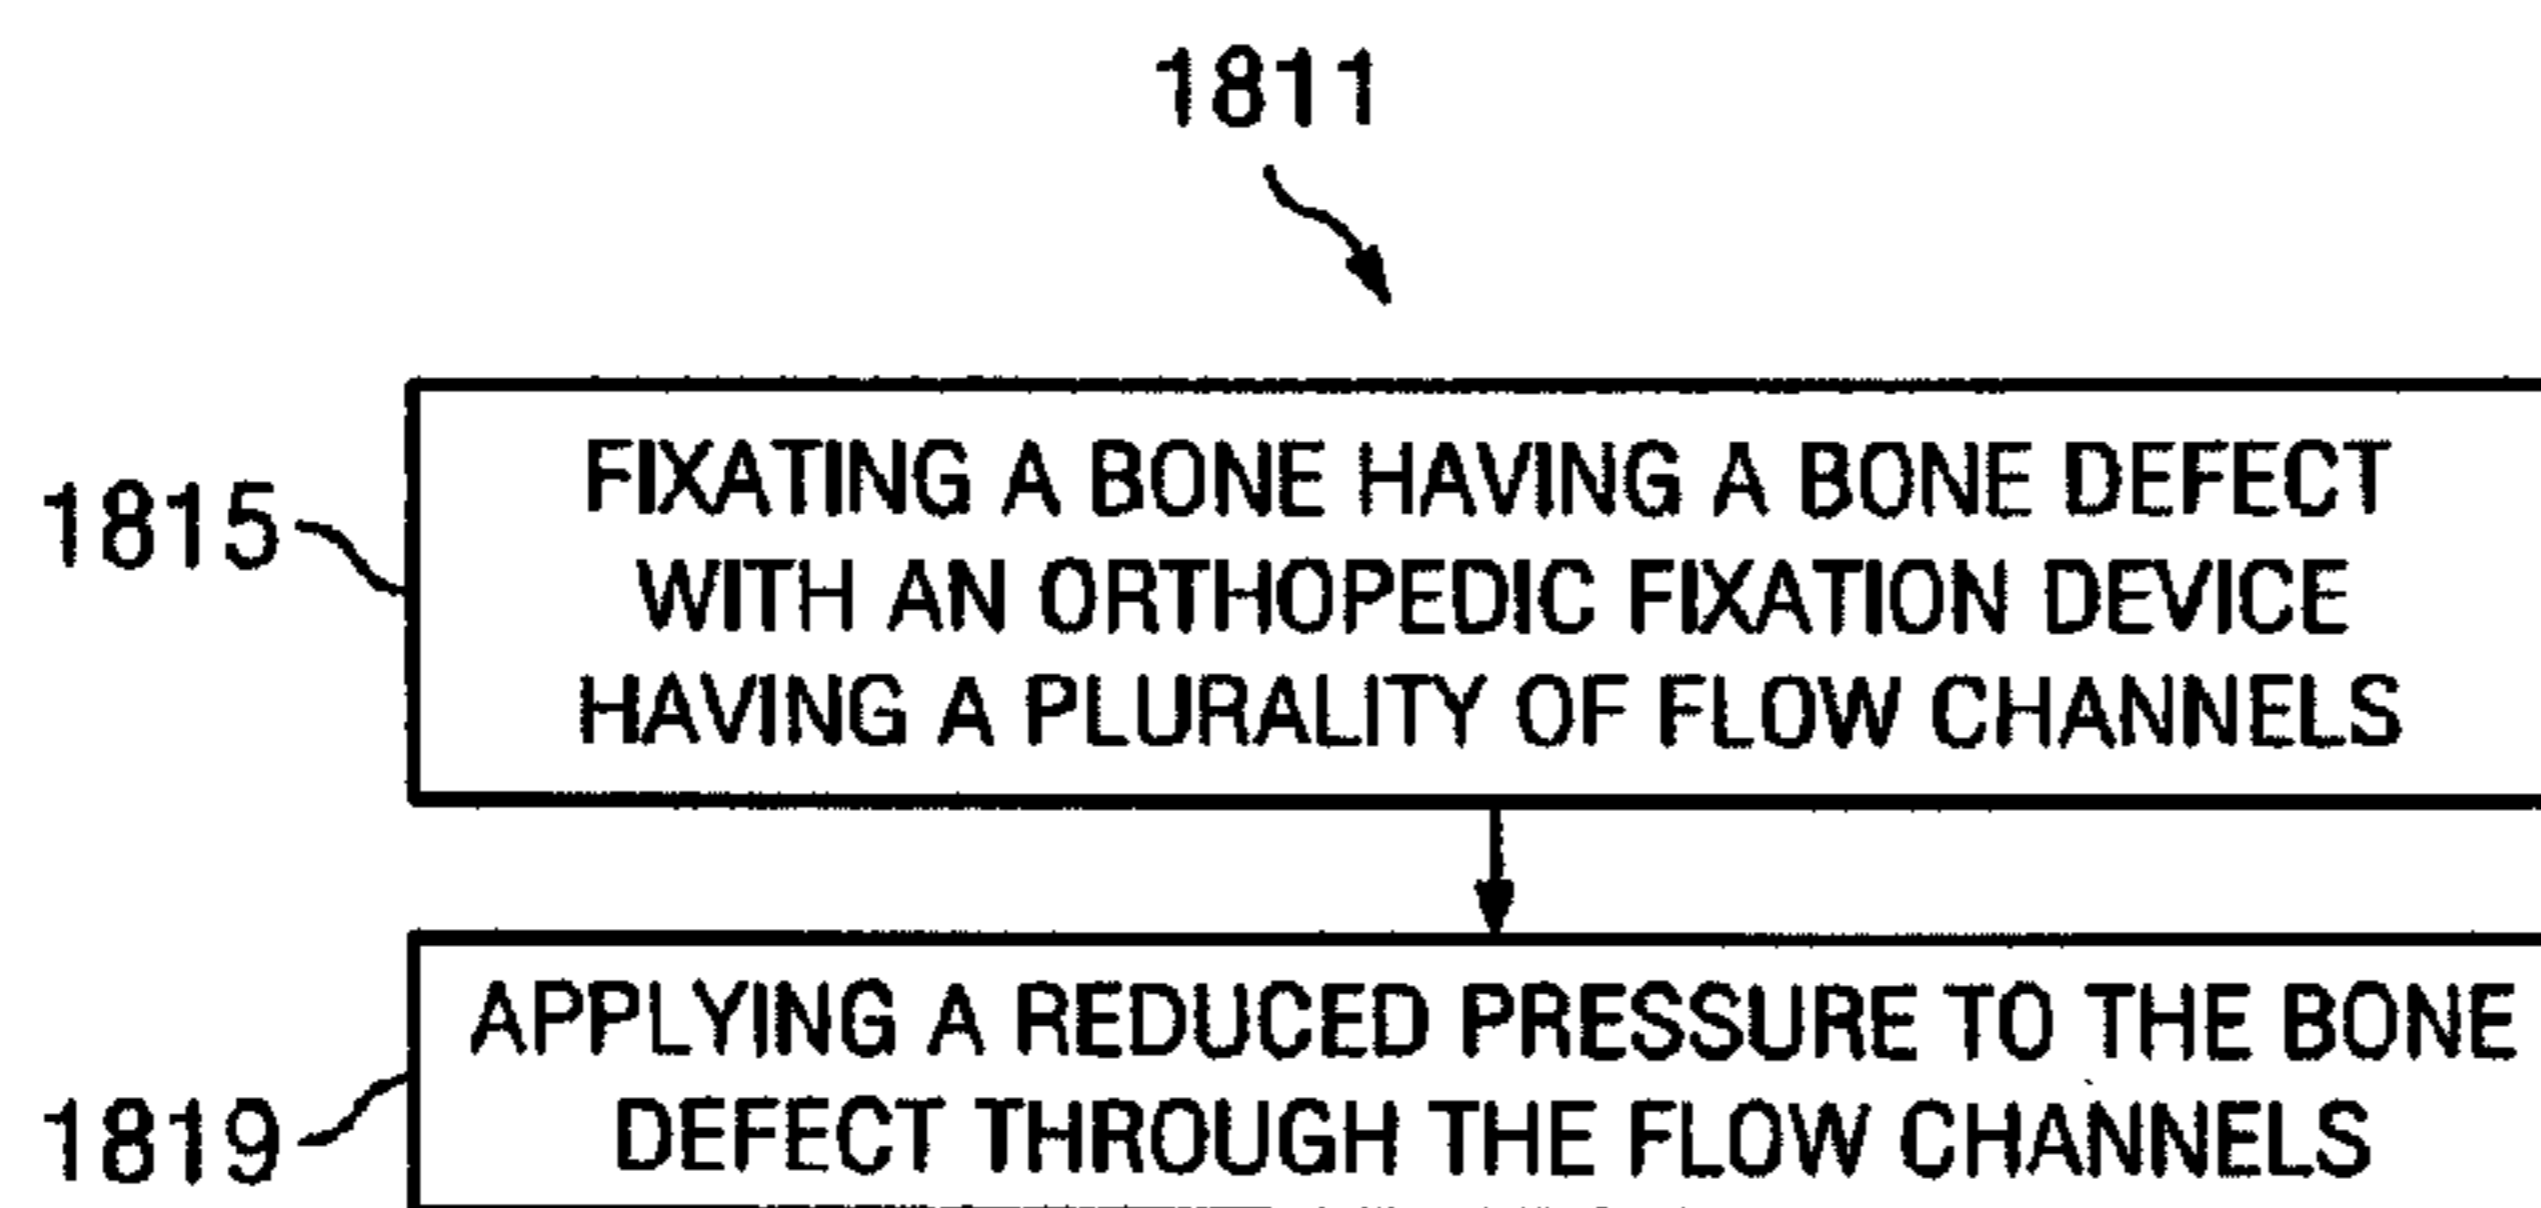 1811
1815
FIXATING A BONE HAVING A BONE DEFECT
WITH AN ORTHOPEDIC FIXATION DEVICE
HAVING A PLURALITY OF FLOW CHANNELS
1819
APPLYING A REDUCED PRESSURE TO THE BONE
DEFECT THROUGH THE FLOW CHANNELS